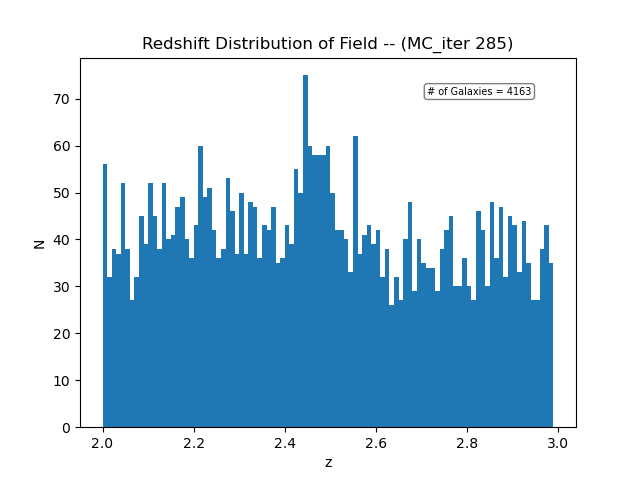 Redshift Distribution of Field -- (MC_iter 285)
# of Galaxies = 4163
70
60
50
40
30
20
10
0
N
2.0 2.2 2.4 2.6 2.8 3.0
z